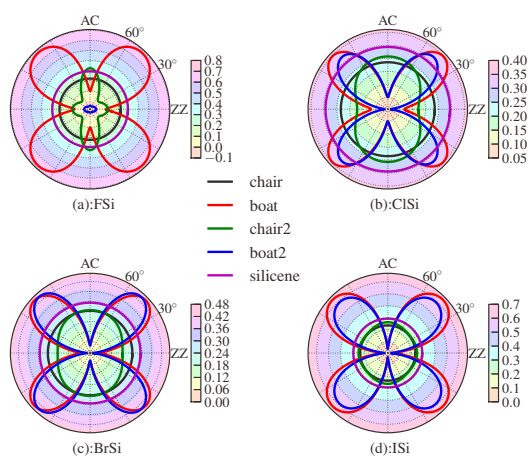 AC
60°
30°
ZZ
0.8
0.7
0.6
0.5
0.4
0.3
0.2
0.1
0.0
−0.1
(a):FSi
AC
60°
30°
ZZ
0.40
0.35
0.30
0.25
0.20
0.15
0.10
0.05
(b):ClSi
chair
boat
chair2
boat2
silicene
AC
60°
30°
ZZ
0.48
0.42
0.36
0.30
0.24
0.18
0.12
0.06
0.00
(c):BrSi
AC
60°
30°
ZZ
0.7
0.6
0.5
0.4
0.3
0.2
0.1
0.0
(d):ISi